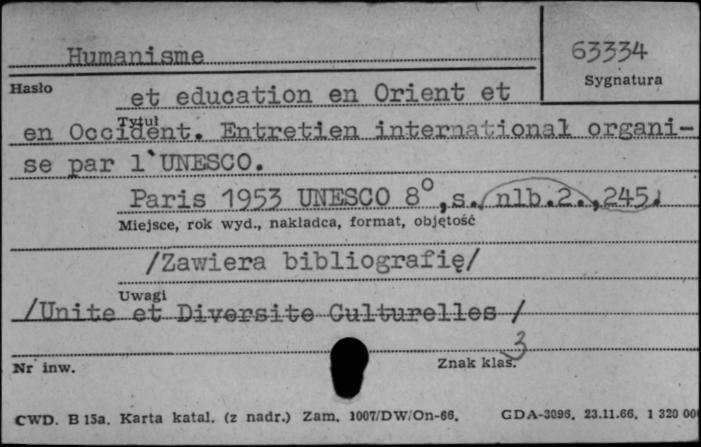 Humanisme
63334
Hasło
Sygnatura
et education en Orient et
Tytuł
en Occident. Entretien international organi-
se par l'UNESCO.
Paris 1953 UNESCO 8°, s. nlb.2., 245.
Miejsce, rok wyd., nakładca, format, objętość
/Zawiera bibliografię/
Uwagi
/Unite et Diversite Culturelles /
3
Nr inw.
Znak klas.
CWD. B 15a. Karta katal. (z nadr.) Zam. 1007/DW/On-66. GDA-3096. 23.11.66. 1 320 000